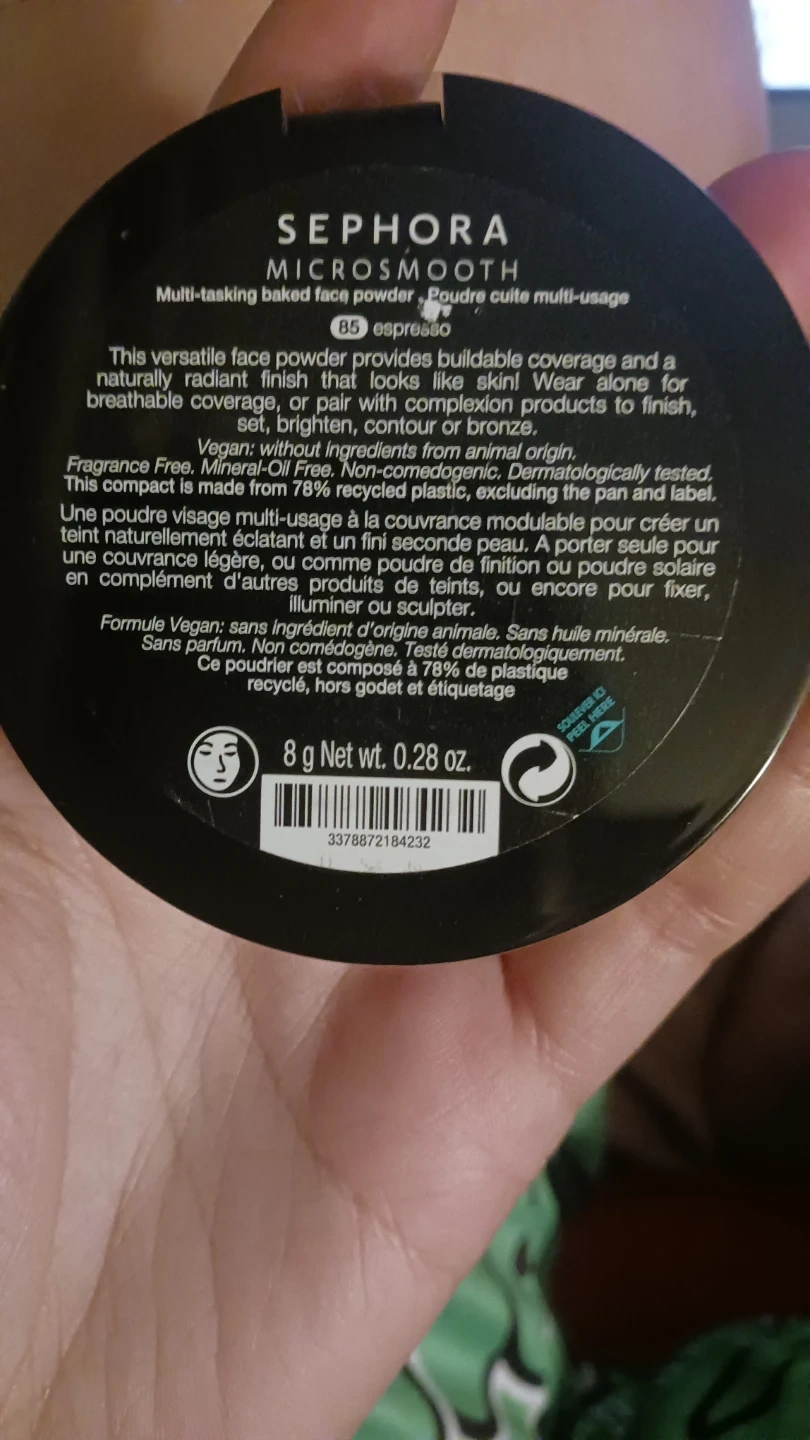 SEPHORA
MICROSMOOTH
Multi-tasking baked face powder . Poudre cuite multi-usage
85 espresso
This versatile face powder provides buildable coverage and a
naturally radiant finish that looks like skin! Wear alone for
breathable coverage, or pair with complexion products to finish,
set, brighten, contour or bronze.
Vegan: without ingredients from animal origin.
Fragrance Free. Mineral-Oil Free. Non-comedogenic. Dermatologically tested.
This compact is made from 78% recycled plastic, excluding the pan and label.
Une poudre visage multi-usage à la couvrance modulable pour créer un
teint naturellement éclatant et un fini seconde peau. A porter seule pour
une couvrance légère, ou comme poudre de finition ou poudre solaire
en complément d'autres produits de teints, ou encore pour fixer,
illuminer ou sculpter.
Formule Vegan: sans ingrédient d'origine animale. Sans huile minérale.
Sans parfum. Non comédogène. Testé dermatologiquement.
Ce poudrier est composé à 78% de plastique
recyclé, hors godet et étiquetage
SOULEVER ICI
PEEL HERE
8 g Net wt. 0.28 oz.
3378872184232